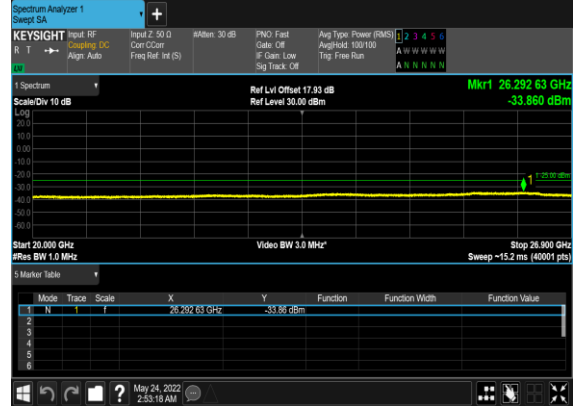 Spectrum Analyzer 1
Swept SA
+
KEYSIGHT
R T
LV
Input: RF
Coupling: DC
Align: Auto
Input Z: 50 Ω
Corr CCorr
Freq Ref: Int (S)
#Atten: 30 dB
PNO: Fast
Gate: Off
IF Gain: Low
Sig Track: Off
Avg Type: Power (RMS)
Avg|Hold: 100/100
Trig: Free Run
1 2 3 4 5 6
A W W W W W
A N N N N N
1 Spectrum
Scale/Div 10 dB
Ref Lvl Offset 17.93 dB
Ref Level 30.00 dBm
Mkr1 26.292 63 GHz
-33.860 dBm
Log
20.0
10.0
0.00
-10.0
-20.0
-30.0
-40.0
-50.0
-60.0
1
-25.00 dBm
Start 20.000 GHz
#Res BW 1.0 MHz
Video BW 3.0 MHz*
Stop 26.900 GHz
Sweep ~15.2 ms (40001 pts)
5 Marker Table
Mode Trace Scale X Y Function Function Width Function Value
1 N 1 f 26.292 63 GHz -33.86 dBm
2
3
4
5
6
?
May 24, 2022
2:53:18 AM